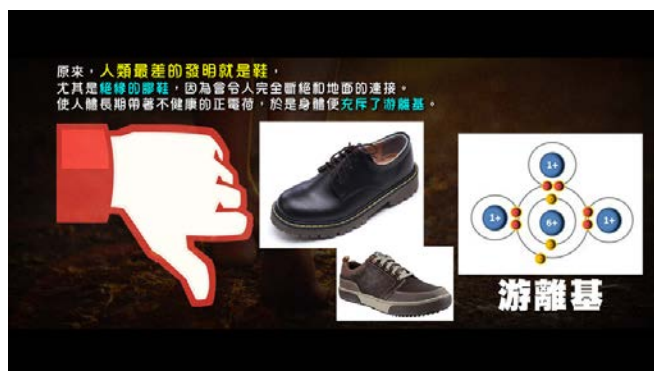 原來，人類最差的發明就是鞋，
尤其是絕緣的膠鞋，因為會令人完全斷絕和地面的連接。
使人體長期帶著不健康的正電荷，於是身體便充斥了游離基。
1+
1+
6+
1+
游離基